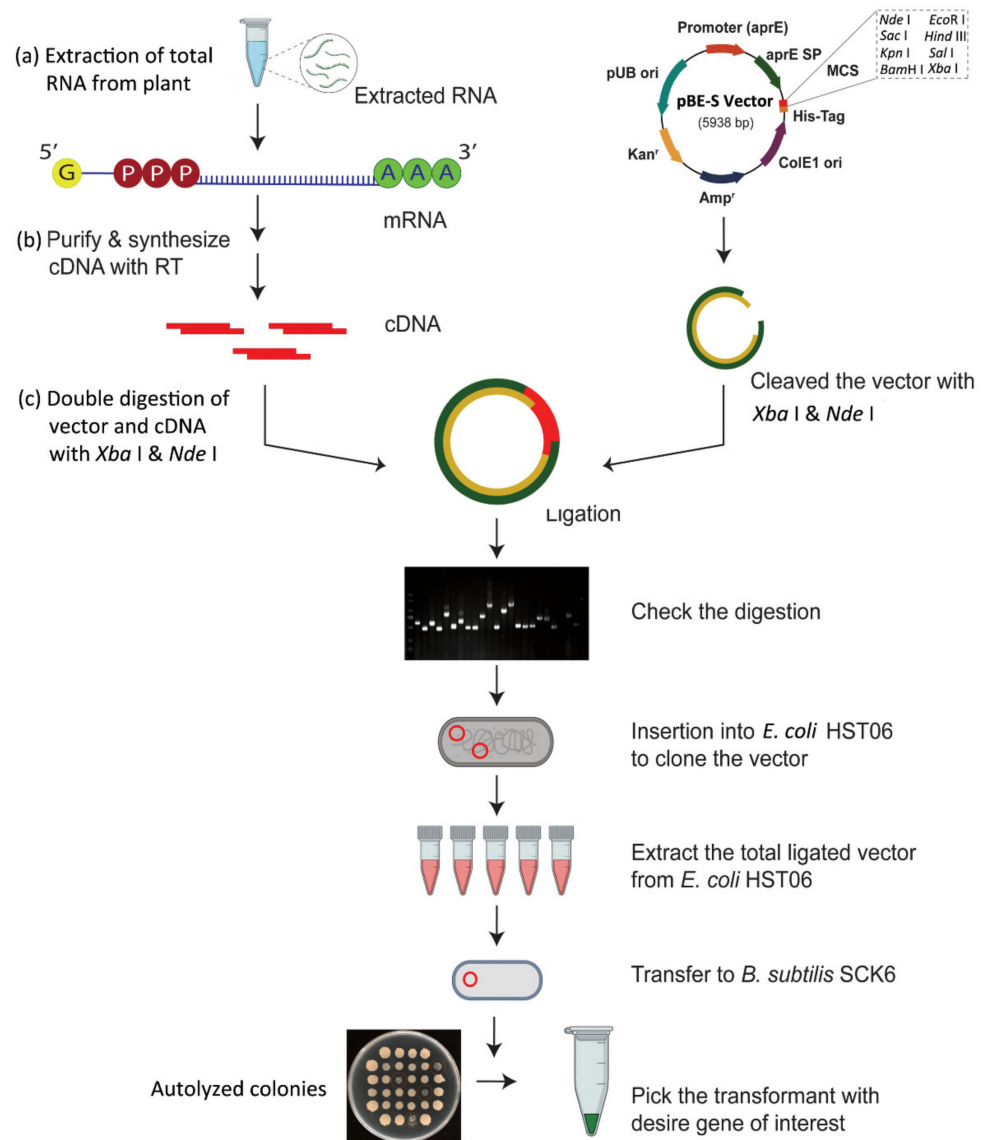 (a) Extraction of total
RNA from plant
Extracted RNA
5′
3′
G
P P P
A A A
mRNA
(b) Purify & synthesize
cDNA with RT
cDNA
(c) Double digestion of
vector and cDNA
with Xba I & Nde I
Promoter (aprE)
aprE SP
MCS
Nde I EcoR I
Sac I Hind III
Kpn I Sal I
BamH I Xba I
pUB ori
pBE-S Vector
(5938 bp)
His-Tag
Kanʳ
ColE1 ori
Ampʳ
Cleaved the vector with
Xba I & Nde I
Ligation
Check the digestion
Insertion into E. coli HST06
to clone the vector
Extract the total ligated vector
from E. coli HST06
Transfer to B. subtilis SCK6
Autolyzed colonies
Pick the transformant with
desire gene of interest